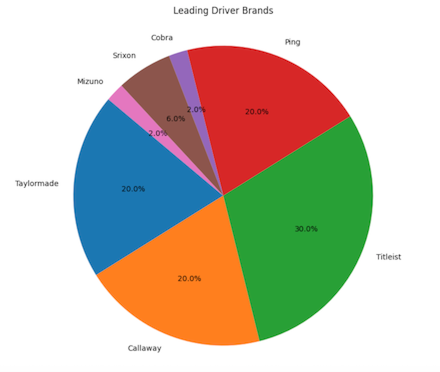 Leading Driver Brands
Cobra
Ping
Srixon
Mizuno
2.0%
20.0%
6.0%
2.0%
Taylormade
20.0%
30.0%
Titleist
20.0%
Callaway